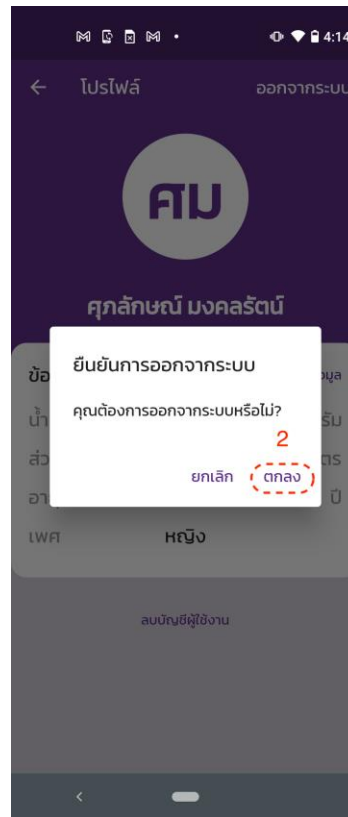 4:14
โปรไฟล์ ออกจากระบบ
ศม
ศุภลักษณ์ มงคลรัตน์
ยืนยันการออกจากระบบ
คุณต้องการออกจากระบบหรือไม่?
2
ยกเลิก ตกลง
เพศ หญิง
ลบบัญชีผู้ใช้งาน